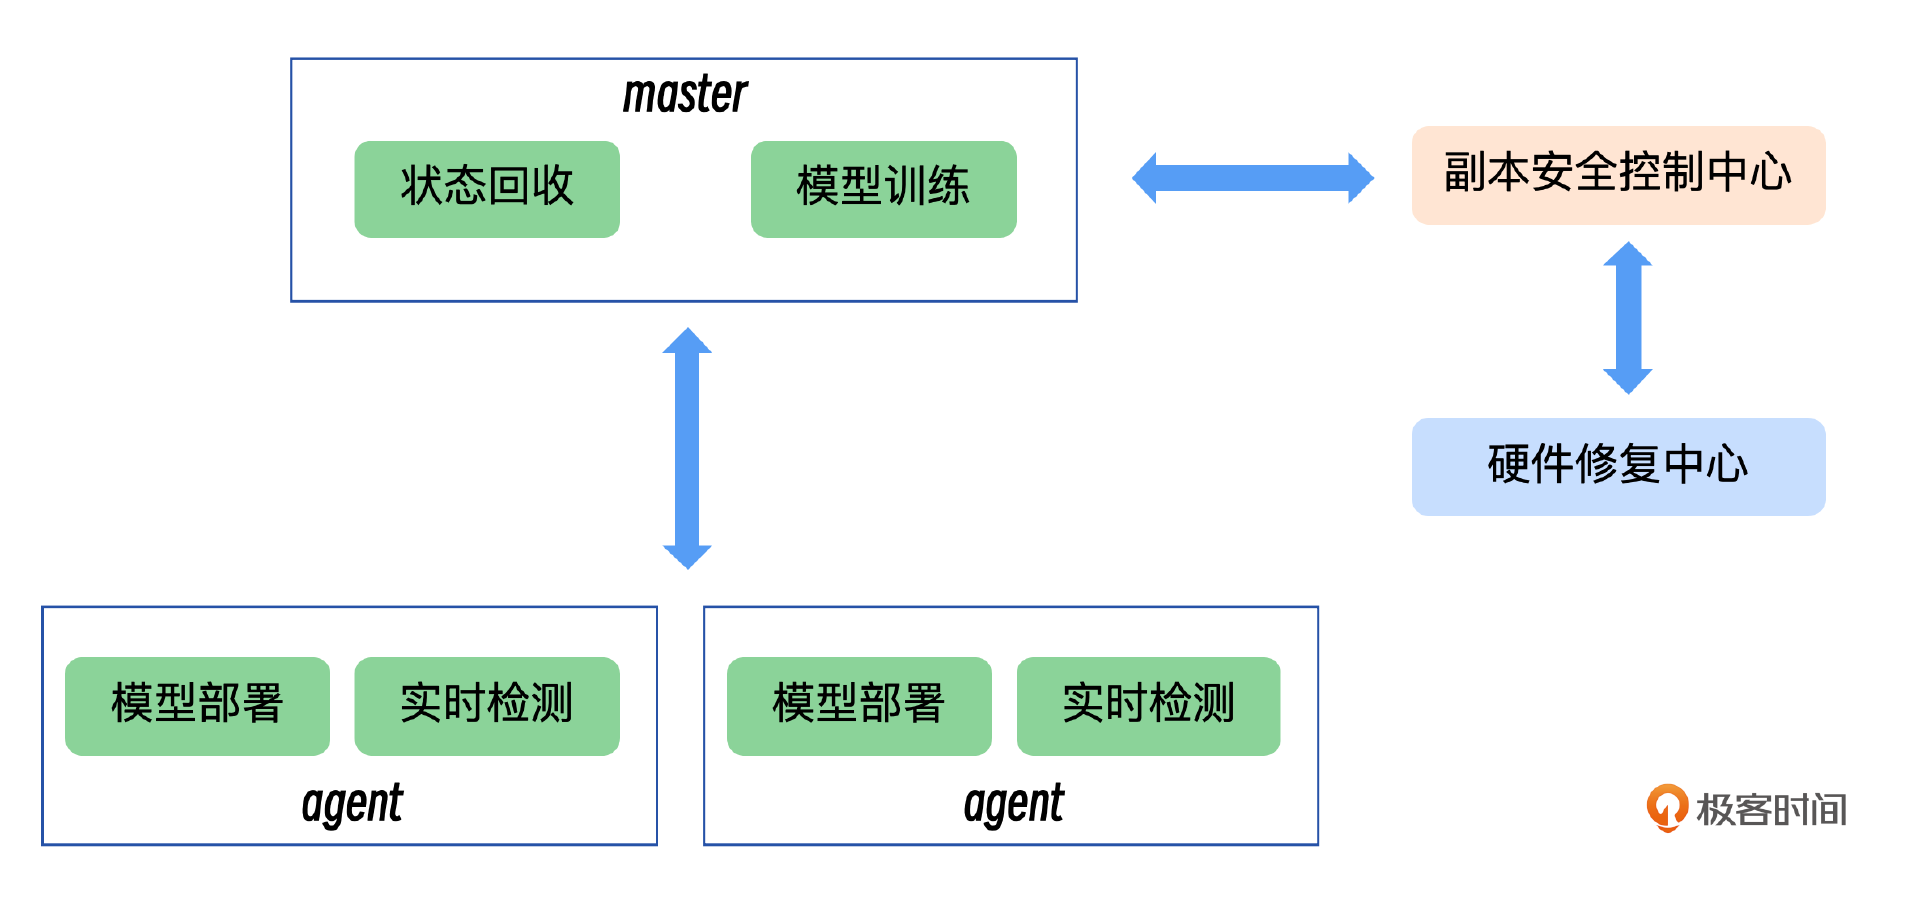 master
状态回收
模型训练
副本安全控制中心
硬件修复中心
模型部署
实时检测
agent
模型部署
实时检测
agent
极客时间